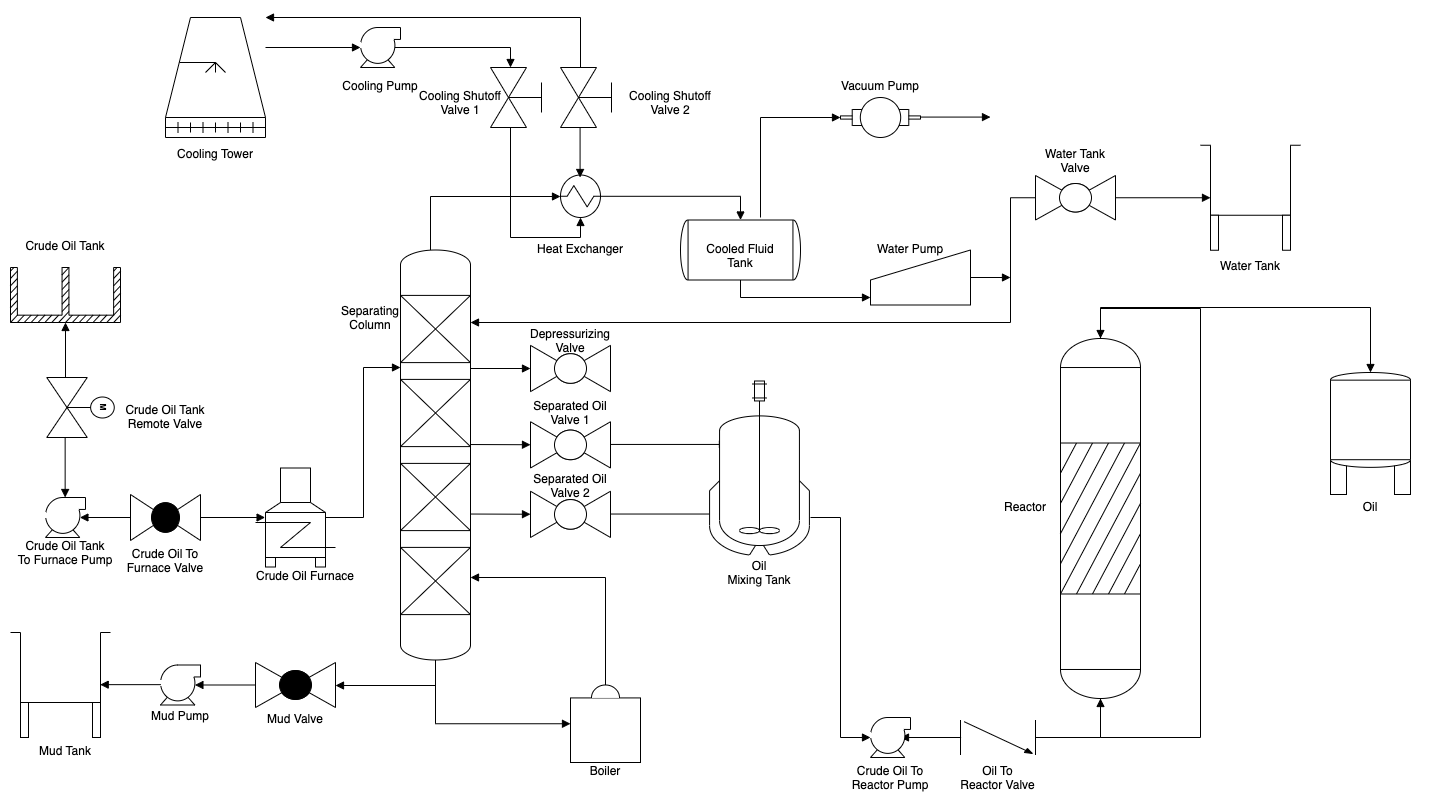 Cooling Pump
Cooling Shutoff
Valve 1
Cooling Shutoff
Valve 2
Vacuum Pump
Cooling Tower
Water Tank
Valve
Crude Oil Tank
Heat Exchanger
Cooled Fluid
Tank
Water Pump
Water Tank
Separating
Column
Depressurizing
Valve
M
Crude Oil Tank
Remote Valve
Separated Oil
Valve 1
Separated Oil
Valve 2
Reactor
Oil
Crude Oil Tank
To Furnace Pump
Crude Oil To
Furnace Valve
Crude Oil Furnace
Oil
Mixing Tank
Mud Pump
Mud Valve
Mud Tank
Boiler
Crude Oil To
Reactor Pump
Oil To
Reactor Valve